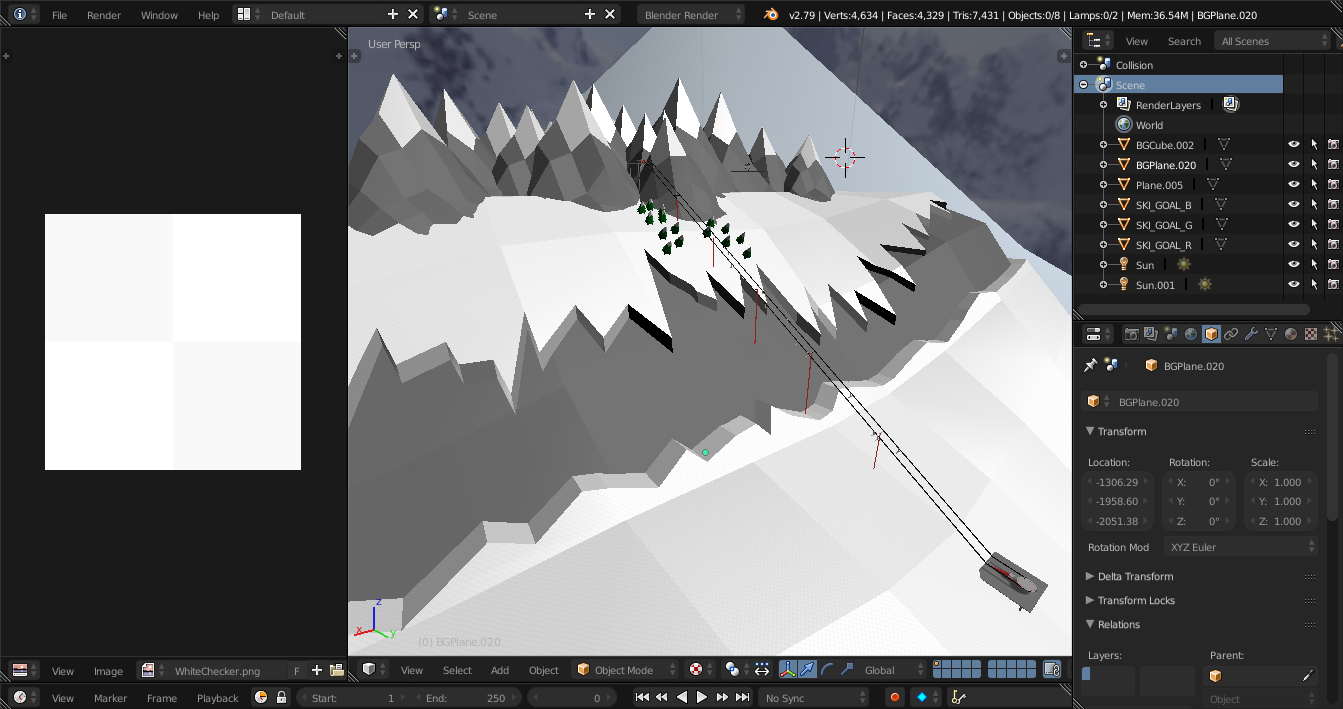 File Render Window Help Default Scene Blender Render v2.79 | Verts:4,634 | Faces:4,329 | Tris:7,431 | Objects:0/8 | Lamps:0/2 | Mem:36.54M | BGPlane.020
User Persp
(0) BGPlane.020
x y z
View Image WhiteChecker.png F
View Select Add Object Object Mode Global
View Marker Frame Playback Start: 1 End: 250 0 No Sync
View Search All Scenes
Collision
Scene
RenderLayers
World
BGCube.002
BGPlane.020
Plane.005
SKI_GOAL_B
SKI_GOAL_G
SKI_GOAL_R
Sun
Sun.001
BGPlane.020
BGPlane.020
Transform
Location: Rotation: Scale:
-1306.29 X: 0° X: 1.000
-1958.60 Y: 0° Y: 1.000
-2051.38 Z: 0° Z: 1.000
Rotation Mod XYZ Euler
Delta Transform
Transform Locks
Relations
Layers: Parent:
Object